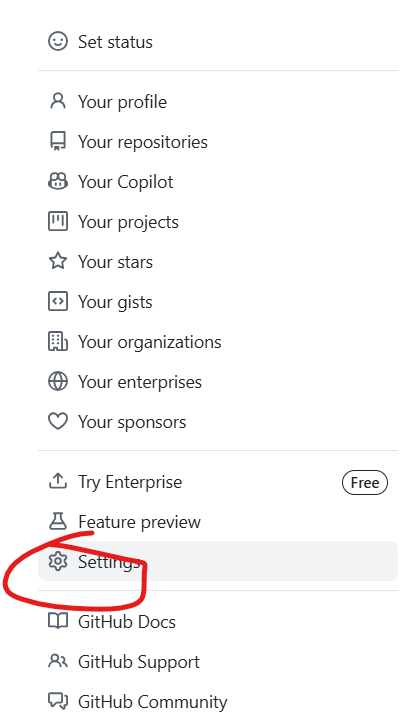 Set status
Your profile
Your repositories
Your Copilot
Your projects
Your stars
Your gists
Your organizations
Your enterprises
Your sponsors
Try Enterprise Free
Feature preview
Settings
GitHub Docs
GitHub Support
GitHub Community